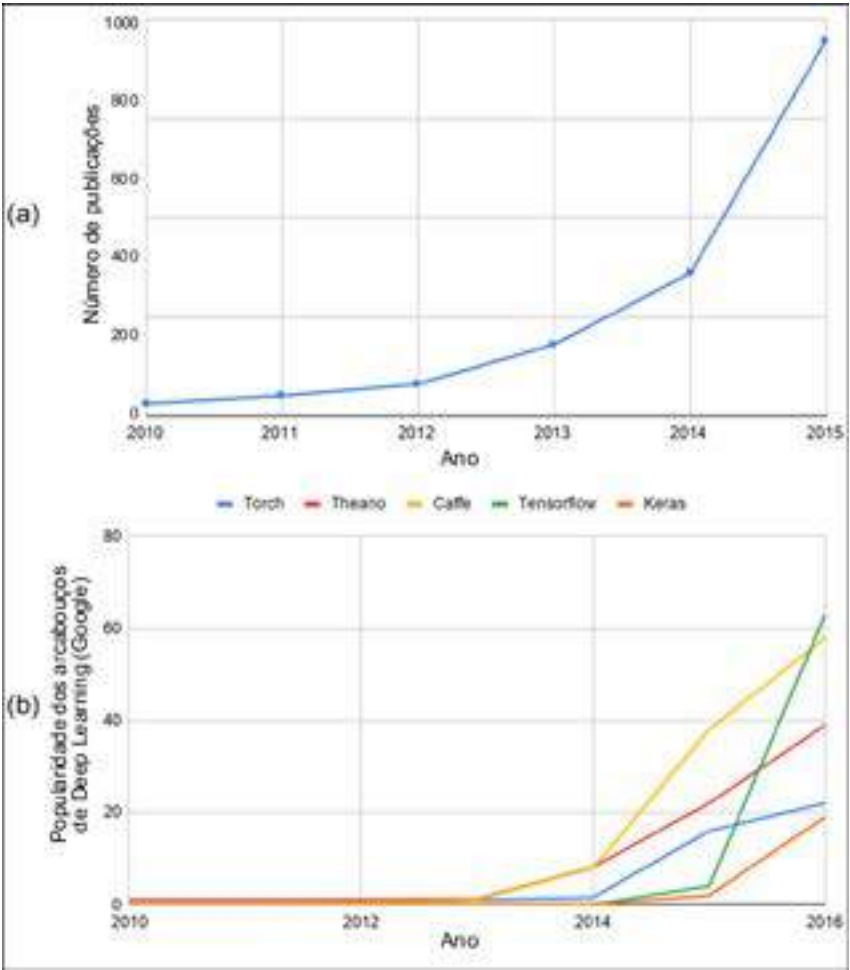 (a)
Número de publicações
1000
800
600
400
200
0
2010 2011 2012 2013 2014 2015
Ano
Torch Theano Caffe Tensorflow Keras
(b)
Popularidade dos arcabouços
de Deep Learning (Google)
80
60
40
20
0
2010 2012 2014 2016
Ano